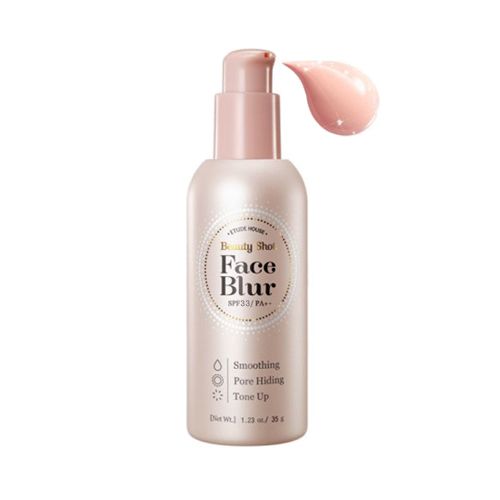 • ETUDE HOUSE •
Beauty Shot
Face
Blur
SPF33/PA++
Smoothing
Pore Hiding
Tone Up
[Net Wt.] 1.23 oz./ 35 g